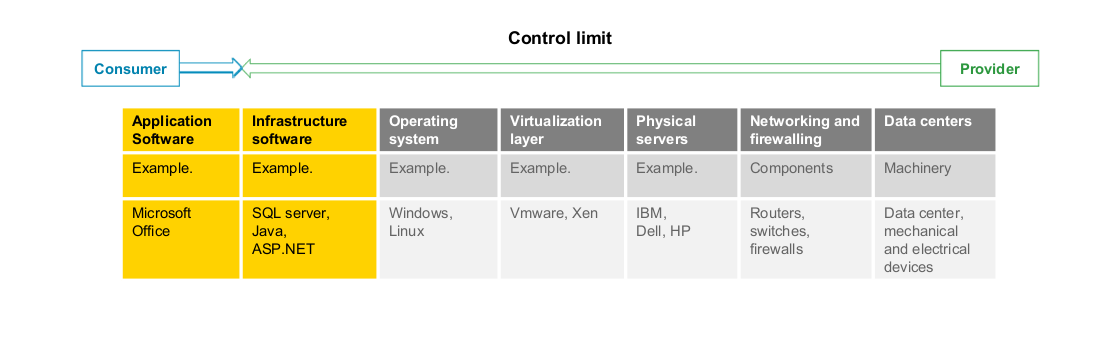 Control limit
Consumer
Provider
Application
Software
Infrastructure
software
Operating
system
Virtualization
layer
Physical
servers
Networking and
firewalling
Data centers
Example.
Example.
Example.
Example.
Example.
Components
Machinery
Microsoft
Office
SQL server,
Java,
ASP.NET
Windows,
Linux
Vmware, Xen
IBM,
Dell, HP
Routers,
switches,
firewalls
Data center,
mechanical
and electrical
devices